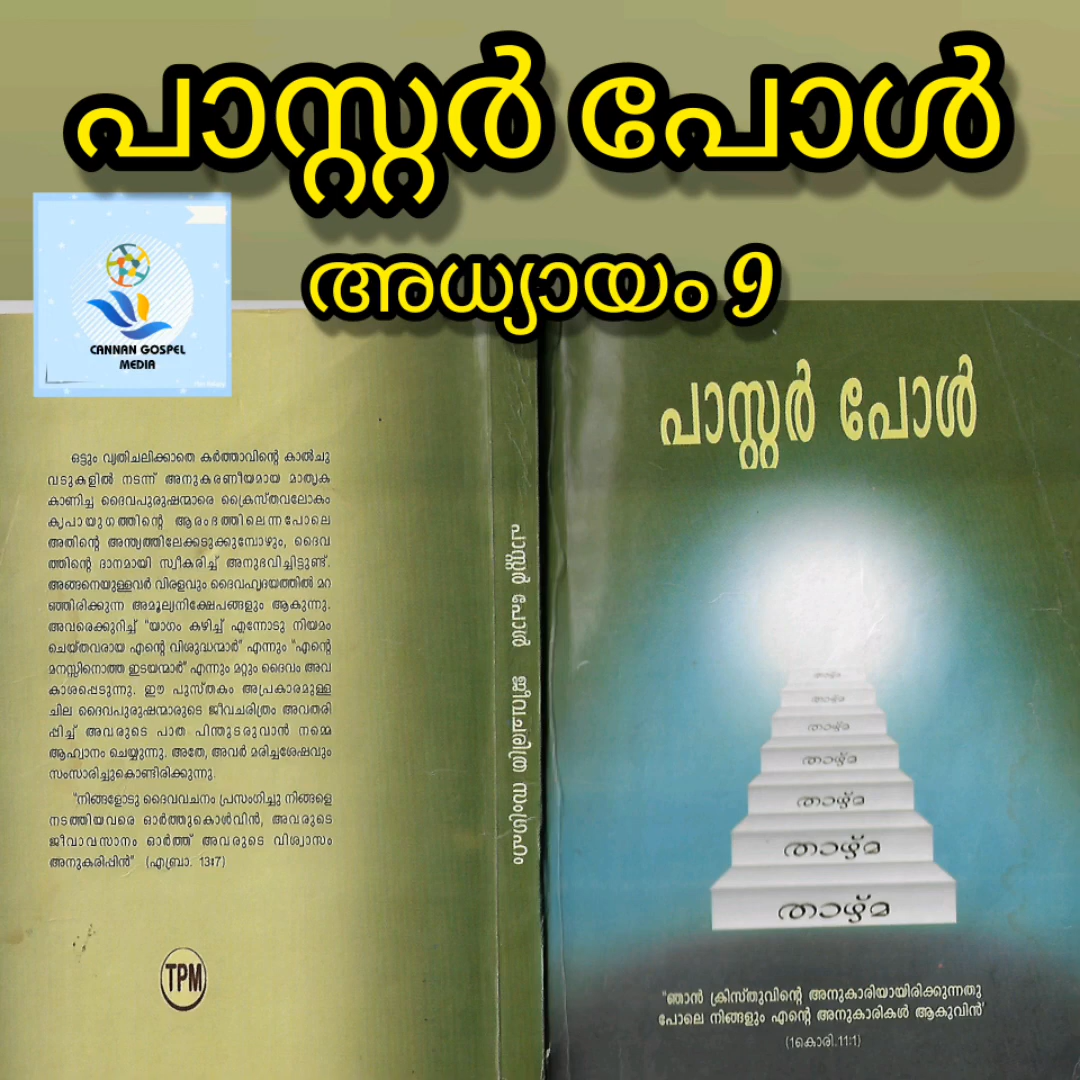 പാസ്റ്റർ പോൾ
അധ്യായം 9
CANNAN GOSPEL
MEDIA
ഒട്ടും വ്യതിചലിക്കാതെ കർത്താവിന്റെ കാൽചു
വടുകളിൽ നടന്ന് അനുകരണീയമായ മാതൃക
കാണിച്ച ദൈവപുരുഷന്മാരെ ക്രൈസ്തവലോകം
കൃപായുഗത്തിന്റെ ആരംഭത്തിലെന്നപോലെ
അതിന്റെ അന്ത്യത്തിലേക്കടുക്കുമ്പോഴും, ദൈവ
ത്തിന്റെ ദാനമായി സ്വീകരിച്ച് അനുഭവിച്ചിട്ടുണ്ട്.
അങ്ങനെയുള്ളവർ വിരളവും ദൈവഹൃദയത്തിൽ മറ
ഞ്ഞിരിക്കുന്ന അമൂല്യനിക്ഷേപങ്ങളും ആകുന്നു.
അവരെക്കുറിച്ച് "യാഗം കഴിച്ച് എന്നോടു നിയമം
ചെയ്തവരായ എന്റെ വിശുദ്ധന്മാർ" എന്നും "എന്റെ
മനസ്സിനൊത്ത ഇടയന്മാർ" എന്നും മറ്റും ദൈവം അവ
കാശപ്പെടുന്നു. ഈ പുസ്തകം അപ്രകാരമുള്ള
ചില ദൈവപുരുഷന്മാരുടെ ജീവചരിത്രം അവതരി
പ്പിച്ച് അവരുടെ പാത പിന്തുടരുവാൻ നമ്മെ
ആഹ്വാനം ചെയ്യുന്നു. അതേ, അവർ മരിച്ചശേഷവും
സംസാരിച്ചുകൊണ്ടിരിക്കുന്നു.
"നിങ്ങളോടു ദൈവവചനം പ്രസംഗിച്ചു നിങ്ങളെ
നടത്തിയവരെ ഓർത്തുകൊൾവിൻ, അവരുടെ
ജീവാവസാനം ഓർത്ത് അവരുടെ വിശ്വാസം
അനുകരിപ്പിൻ" (എബ്രാ. 13:7)
TPM
പാസ്റ്റർ പോൾ ജീവചരിത്ര സംഗ്രഹം
പാസ്റ്റർ പോൾ
താഴ്മ
താഴ്മ
താഴ്മ
താഴ്മ
താഴ്മ
താഴ്മ
താഴ്മ
"ഞാൻ ക്രിസ്തുവിന്റെ അനുകാരിയായിരിക്കുന്നതു
പോലെ നിങ്ങളും എന്റെ അനുകാരികൾ ആകുവിൻ"
(1കൊരി.11:1)